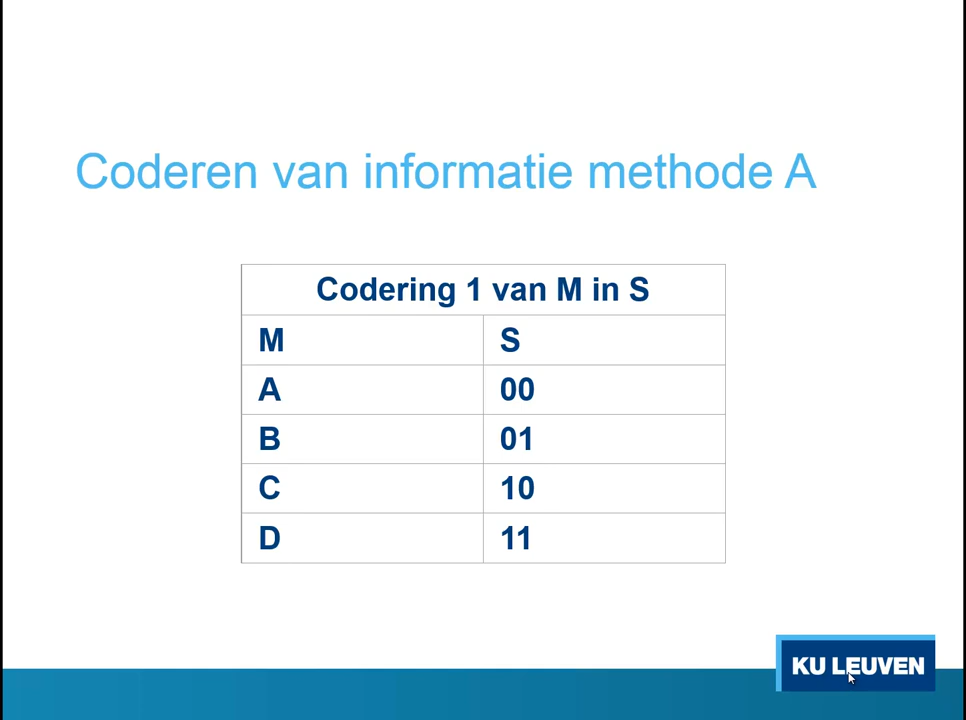 Coderen van informatie methode A
Codering 1 van M in S
M S
A 00
B 01
C 10
D 11
KU LEUVEN